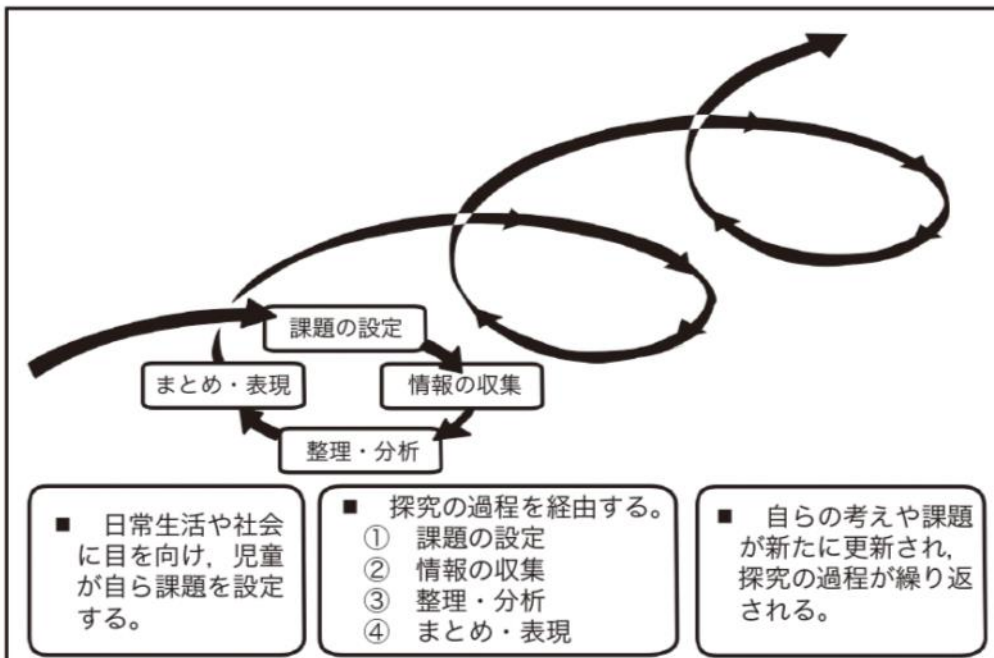 課題の設定
まとめ・表現
情報の収集
整理・分析
■ 日常生活や社会
に目を向け，児童
が自ら課題を設定
する。
■ 探究の過程を経由する。
① 課題の設定
② 情報の収集
③ 整理・分析
④ まとめ・表現
■ 自らの考えや課題
が新たに更新され，
探究の過程が繰り返
される。